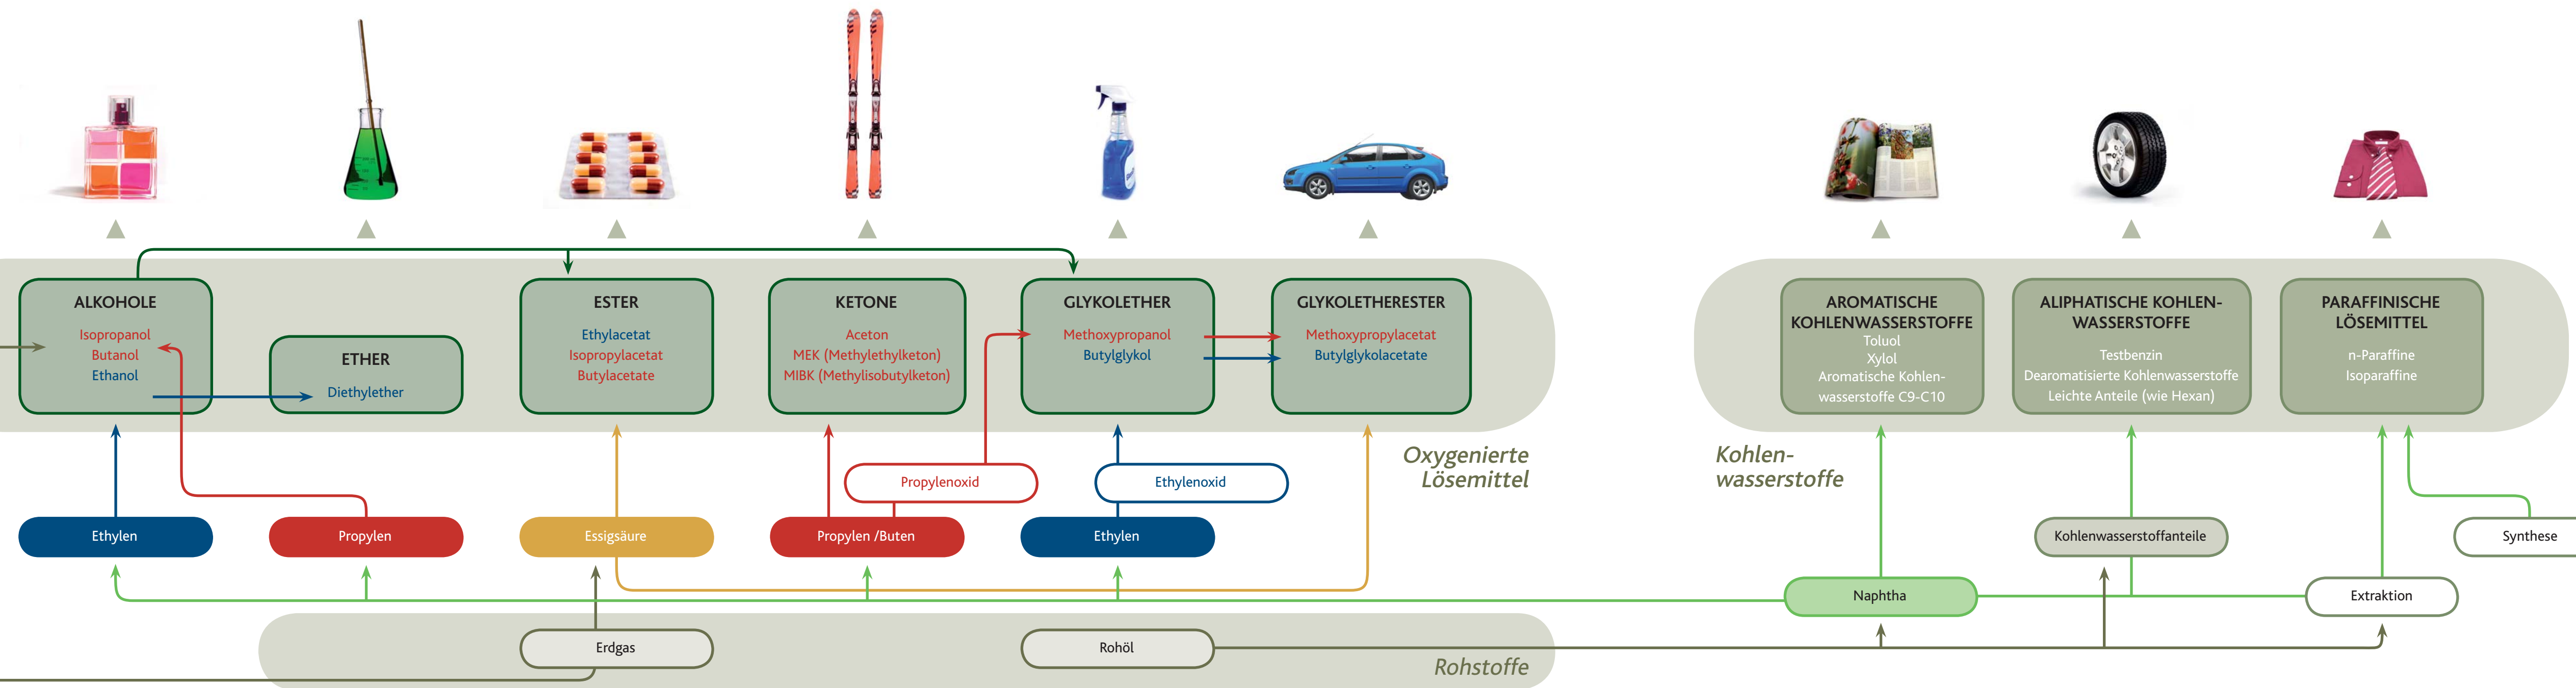 ALKOHOLE
Isopropanol
Butanol
Ethanol
ETHER
Diethylether
ESTER
Ethylacetat
Isopropylacetat
Butylacetate
KETONE
Aceton
MEK (Methylethylketon)
MIBK (Methylisobutylketon)
GLYKOLETHER
Methoxypropanol
Butylglykol
GLYKOLETHERESTER
Methoxypropylacetat
Butylglykolacetate
AROMATISCHE
KOHLENWASSERSTOFFE
Toluol
Xylol
Aromatische Kohlen-
wasserstoffe C9-C10
ALIPHATISCHE KOHLEN-
WASSERSTOFFE
Testbenzin
Dearomatisierte Kohlenwasserstoffe
Leichte Anteile (wie Hexan)
PARAFFINISCHE
LÖSEMITTEL
n-Paraffine
Isoparaffine
Oxygenierte
Lösemittel
Kohlen-
wasserstoffe
Propylenoxid
Ethylenoxid
Ethylen
Propylen
Essigsäure
Propylen /Buten
Ethylen
Kohlenwasserstoffanteile
Synthese
Naphtha
Extraktion
Erdgas
Rohöl
Rohstoffe